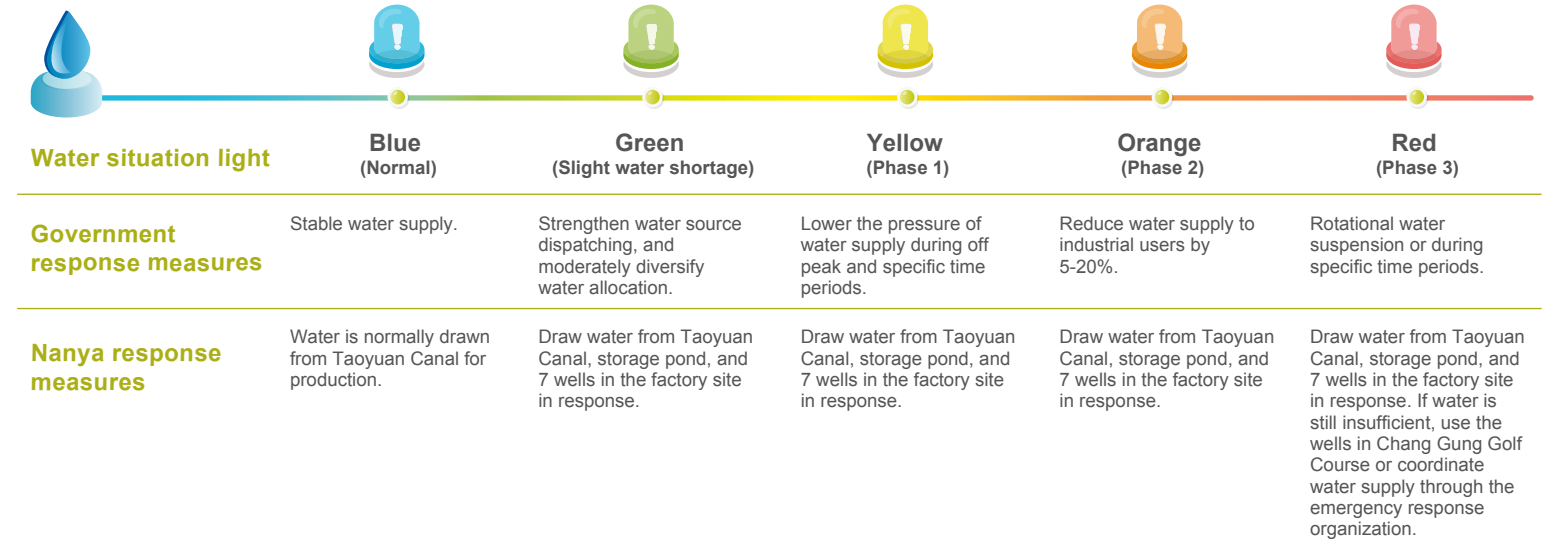 Water situation light
Blue
(Normal)
Green
(Slight water shortage)
Yellow
(Phase 1)
Orange
(Phase 2)
Red
(Phase 3)
Government
response measures
Stable water supply.
Strengthen water source
dispatching, and
moderately diversify
water allocation.
Lower the pressure of
water supply during off
peak and specific time
periods.
Reduce water supply to
industrial users by
5-20%.
Rotational water
suspension or during
specific time periods.
Nanya response
measures
Water is normally drawn
from Taoyuan Canal for
production.
Draw water from Taoyuan
Canal, storage pond, and
7 wells in the factory site
in response.
Draw water from Taoyuan
Canal, storage pond, and
7 wells in the factory site
in response.
Draw water from Taoyuan
Canal, storage pond, and
7 wells in the factory site
in response.
Draw water from Taoyuan
Canal, storage pond, and
7 wells in the factory site
in response. If water is
still insufficient, use the
wells in Chang Gung Golf
Course or coordinate
water supply through the
emergency response
organization.